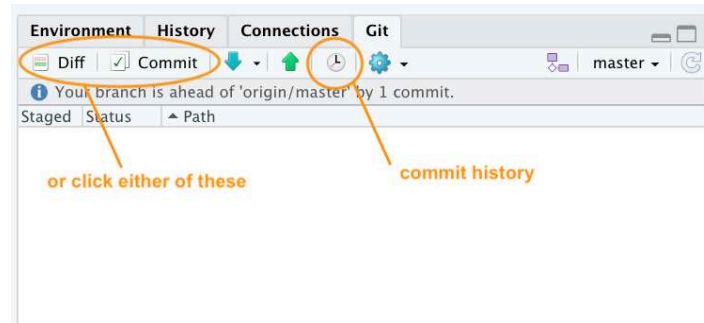 Environment History Connections Git
Diff Commit master
Your branch is ahead of 'origin/master' by 1 commit.
Staged Status Path
or click either of these
commit history